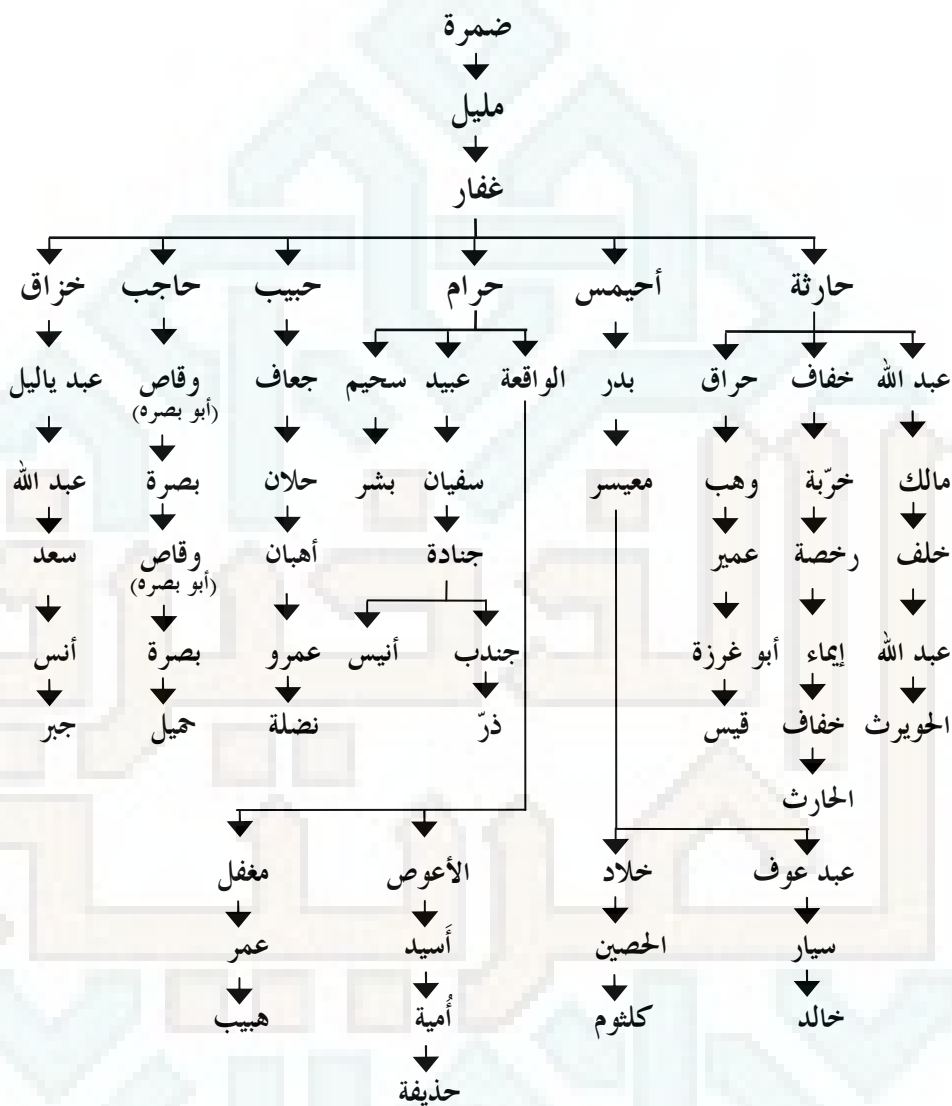 ضمرة
مليل
غفار
حارثة أحيمس حرام حبيب حاجب خزاق
عبد الله خفاف حراق بدر الواقعة عبيد سحيم جعاف وقاص عبد ياليل
(أبو بصره)
مالك خرّبة وهب معيسر سفيان بشر حلان بصرة عبد الله
خلف رخصة عمير جنادة أهبان وقاص سعد
(أبو بصره)
عبد الله إيماء أبو غرزة جندب أنيس عمرو بصرة أنس
الحويرث خفاف قيس ذرّ نضلة حميل جبر
الحارث
عبد عوف خلاد الأعوص مغفل
سيار الحصين أَسيد عمر
خالد كلثوم أُمية هبيب
حذيفة